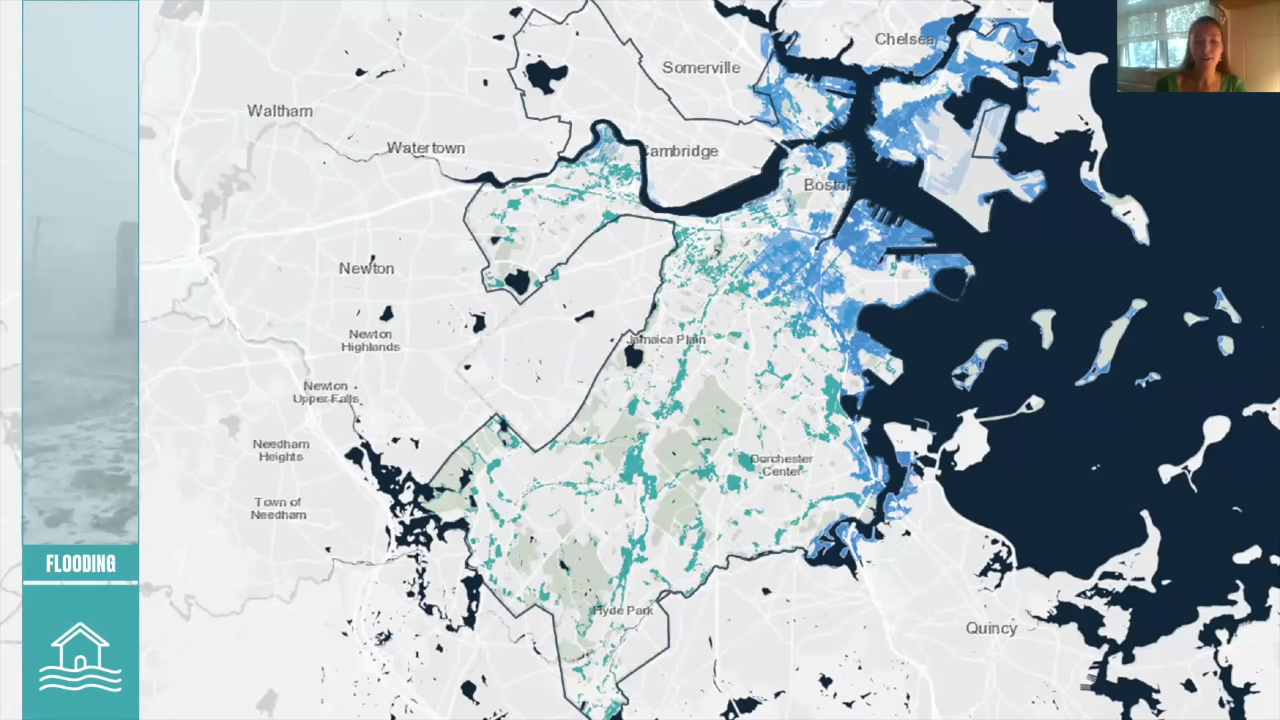 Chelsea
Somerville
Waltham
Watertown
Cambridge
Boston
Newton
Newton
Highlands
Jamaica Plain
Newton
Upper Falls
Needham
Heights
Dorchester
Center
Town of
Needham
FLOODING
Hyde Park
Quincy